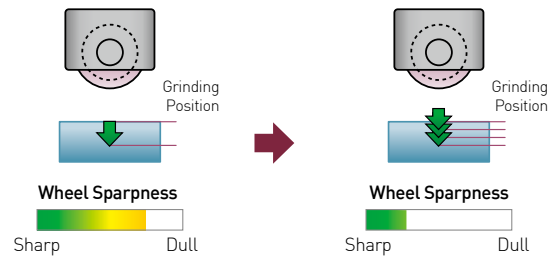 Grinding
Position
Wheel Sparpness
Sharp Dull
Grinding
Position
Wheel Sparpness
Sharp Dull